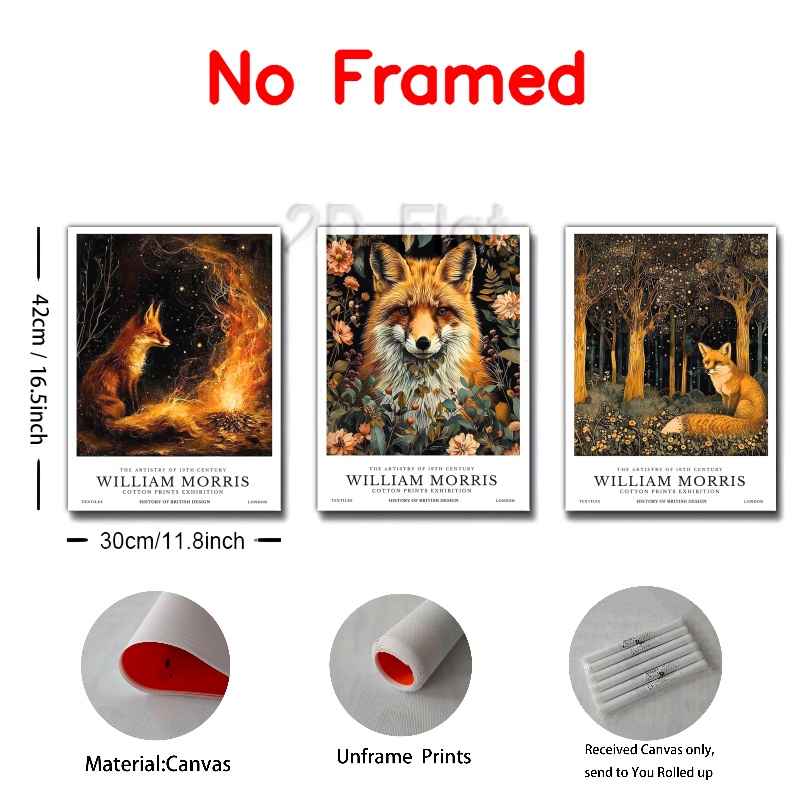 No Framed
2D Flat
42cm / 16.5inch
THE ARTISTRY OF 19TH CENTURY
WILLIAM MORRIS
COTTON PRINTS EXHIBITION
TEXTILES HISTORY OF BRITISH DESIGN LONDON
THE ARTISTRY OF 19TH CENTURY
WILLIAM MORRIS
COTTON PRINTS EXHIBITION
TEXTILES HISTORY OF BRITISH DESIGN LONDON
THE ARTISTRY OF 19TH CENTURY
WILLIAM MORRIS
COTTON PRINTS EXHIBITION
TEXTILES HISTORY OF BRITISH DESIGN LONDON
30cm/11.8inch
Material:Canvas
Unframe Prints
Received Canvas only,
send to You Rolled up